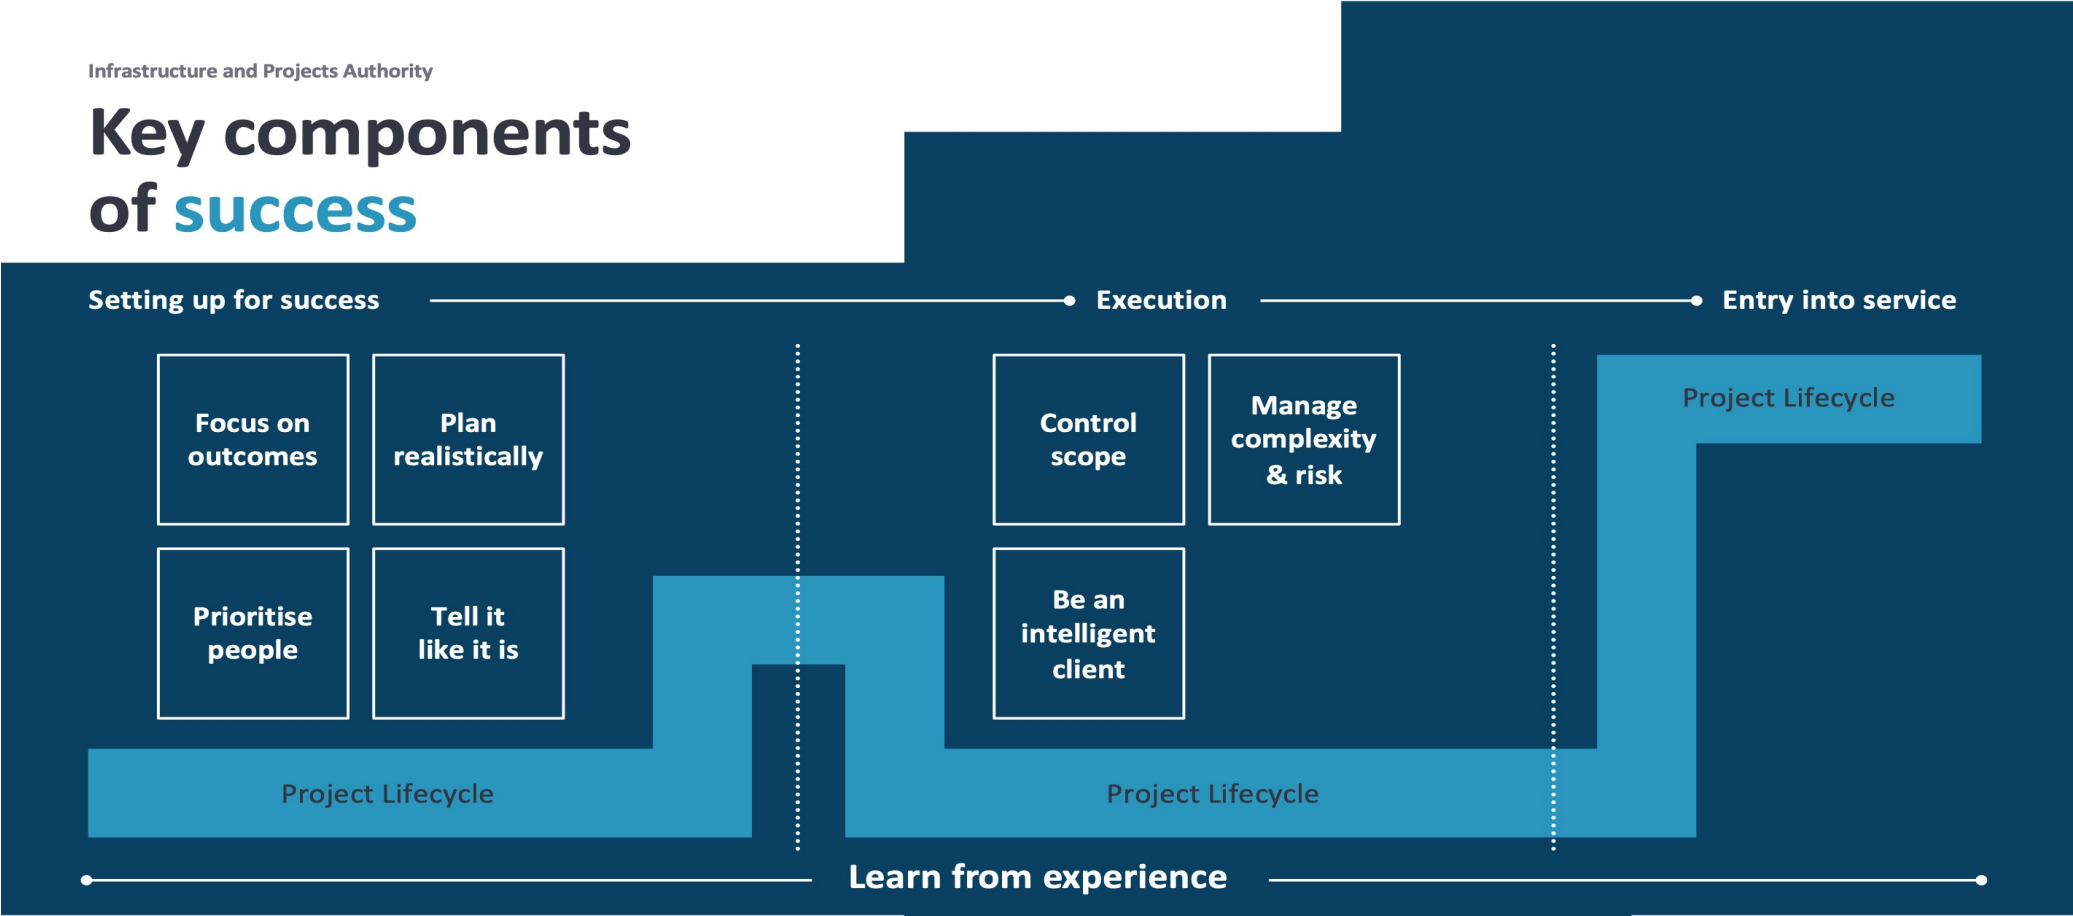 Infrastructure and Projects Authority
Key components
of success
Setting up for success
Execution
Entry into service
Focus on
outcomes
Plan
realistically
Prioritise
people
Tell it
like it is
Control
scope
Manage
complexity
& risk
Be an
intelligent
client
Project Lifecycle
Project Lifecycle
Project Lifecycle
Learn from experience